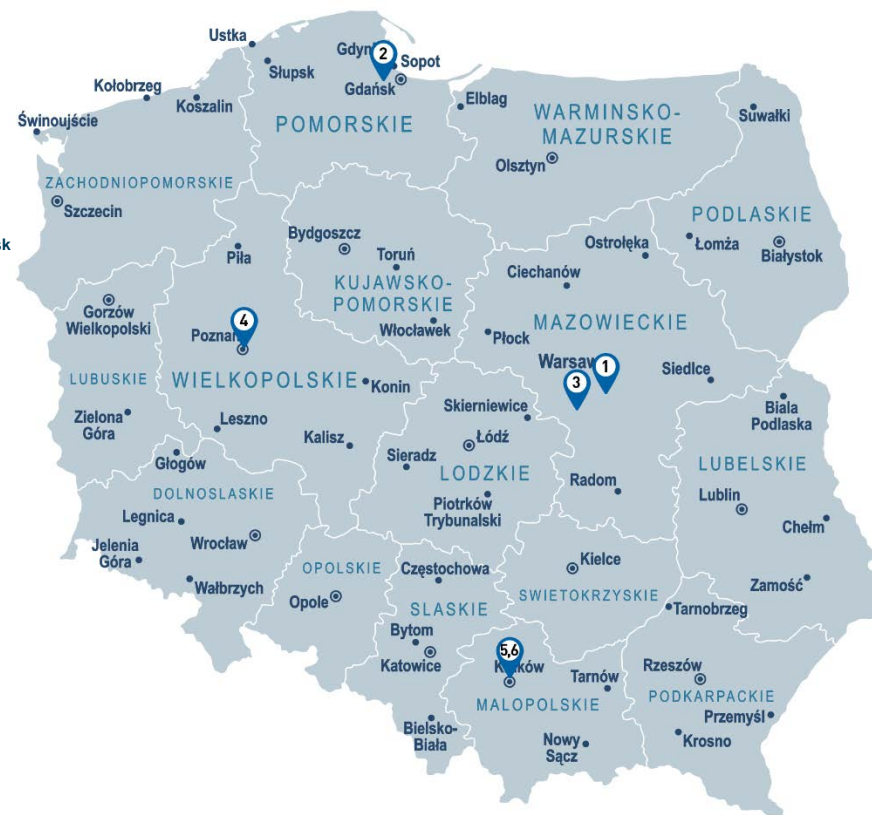 Ustka
Gdyn
2
Sopot
Słupsk
Gdańsk
Kołobrzeg
Koszalin
Elblag
Świnoujście
POMORSKIE
WARMINSKO-
MAZURSKIE
Suwałki
Olsztyn
ZACHODNIOPOMORSKIE
Szczecin
PODLASKIE
Bydgoszcz
Ostrołęka
Łomża
sk
Białystok
Piła
Toruń
Ciechanów
KUJAWSKO-
POMORSKIE
Gorzów
Wielkopolski
4
Poznań
Włocławek
Płock
MAZOWIECKIE
Warsaw
1
3
Siedlce
LUBUSKIE
WIELKOPOLSKIE
Konin
Skierniewice
Biala
Podlaska
Zielona
Góra
Leszno
Kalisz
Łódź
Sieradz
LODZKIE
Głogów
LUBELSKIE
Radom
Piotrków
Trybunalski
Lublin
DOLNOSLASKIE
Legnica
Wrocław
Chełm
Jelenia
Góra
Kielce
OPOLSKIE
Częstochowa
Wałbrzych
Opole
SLASKIE
SWIETOKRZYSKIE
Zamość
Tarnobrzeg
Bytom
Katowice
5,6
Kraków
Tarnów
Rzeszów
MALOPOLSKIE
PODKARPACKIE
Przemyśl
Bielsko-
Biała
Nowy
Sącz
Krosno